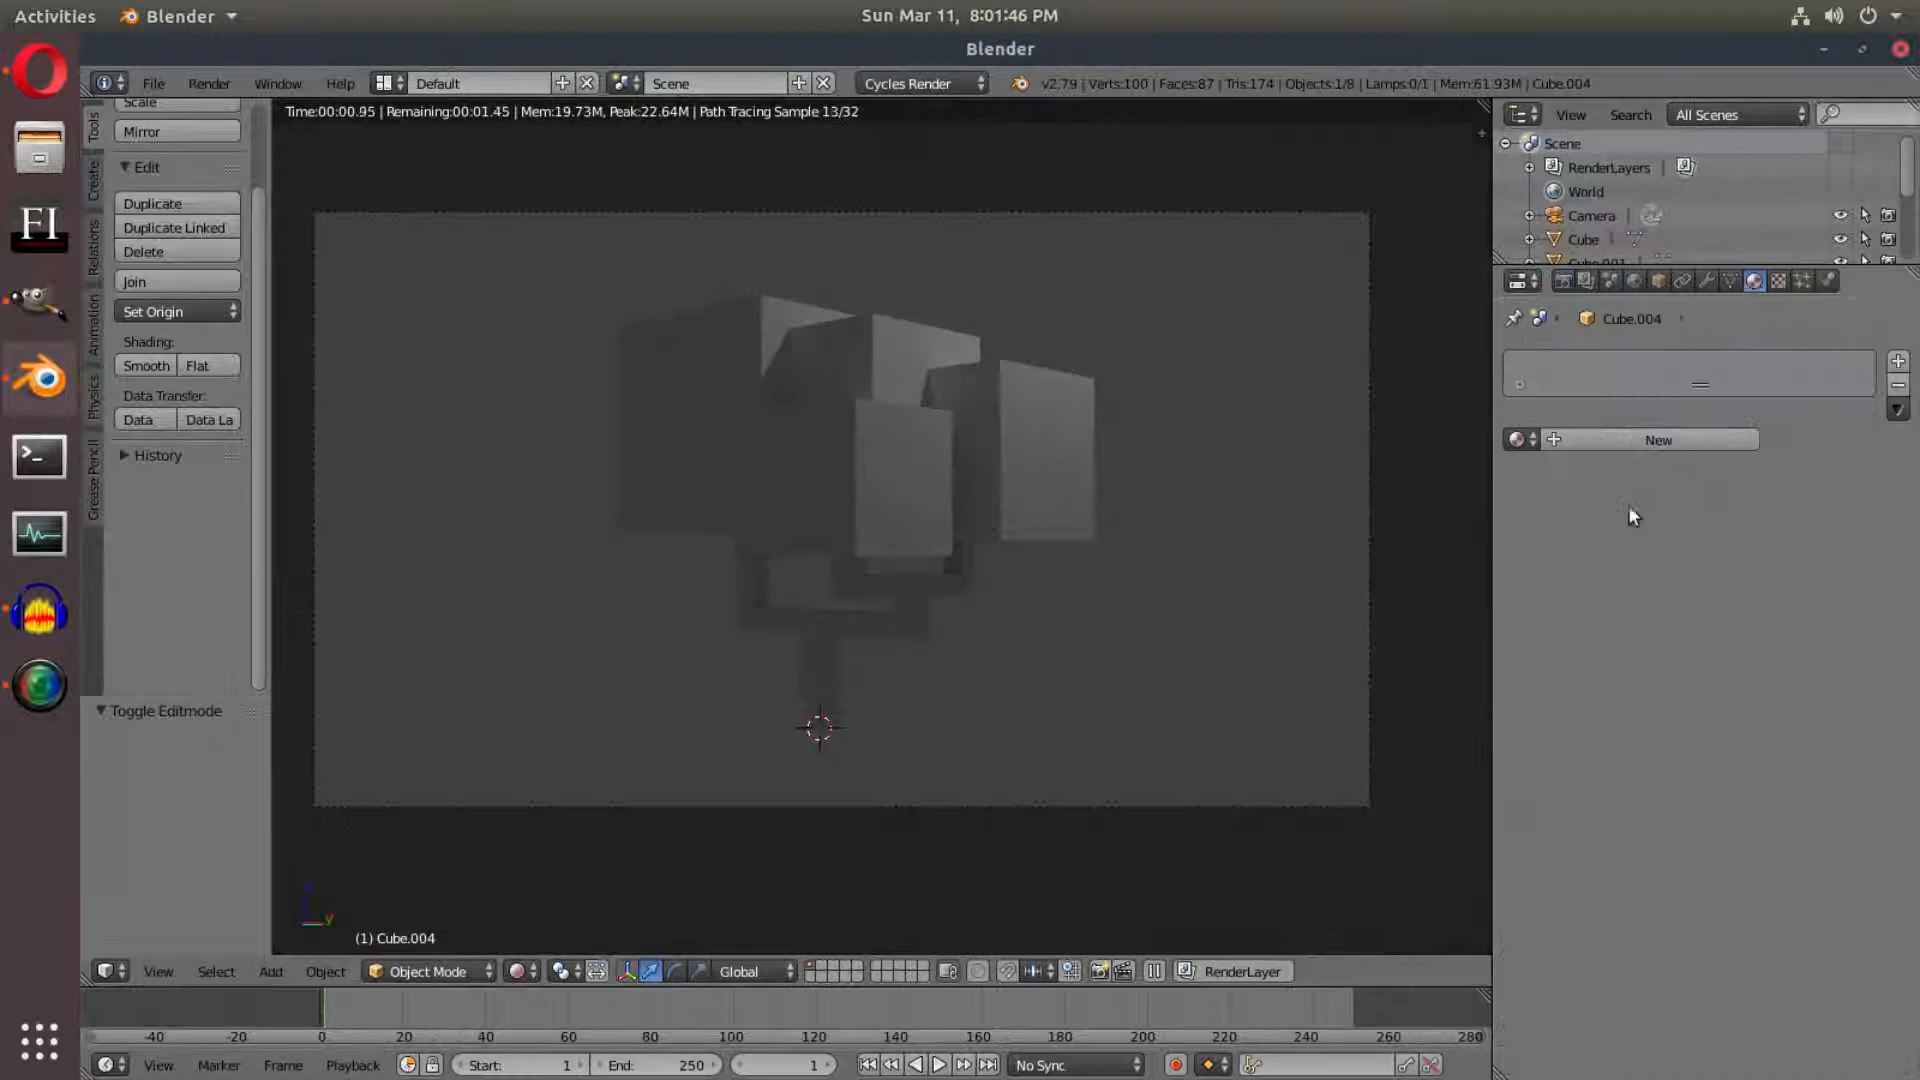 Activities Blender Sun Mar 11, 8:01:46 PM
Blender
File Render Window Help Default Scene Cycles Render v2.79 | Verts:100 | Faces:87 | Tris:174 | Objects:1/8 | Lamps:0/1 | Mem:61.93M | Cube.004
Time:00:00.95 | Remaining:00:01.45 | Mem:19.73M, Peak:22.64M | Path Tracing Sample 13/32
View Search All Scenes
Scene
RenderLayers
World
Camera
Cube
Cube.001
Cube.004
New
Tools
Create
Relations
Animation
Physics
Grease Pencil
Scale
Mirror
Edit
Duplicate
Duplicate Linked
Delete
Join
Set Origin
Shading:
Smooth Flat
Data Transfer:
Data Data La
History
Toggle Editmode
FI
y
(1) Cube.004
View Select Add Object Object Mode Global RenderLayer
-40 -20 0 20 40 60 80 100 120 140 160 180 200 220 240 260 280
View Marker Frame Playback Start: 1 End: 250 1 No Sync